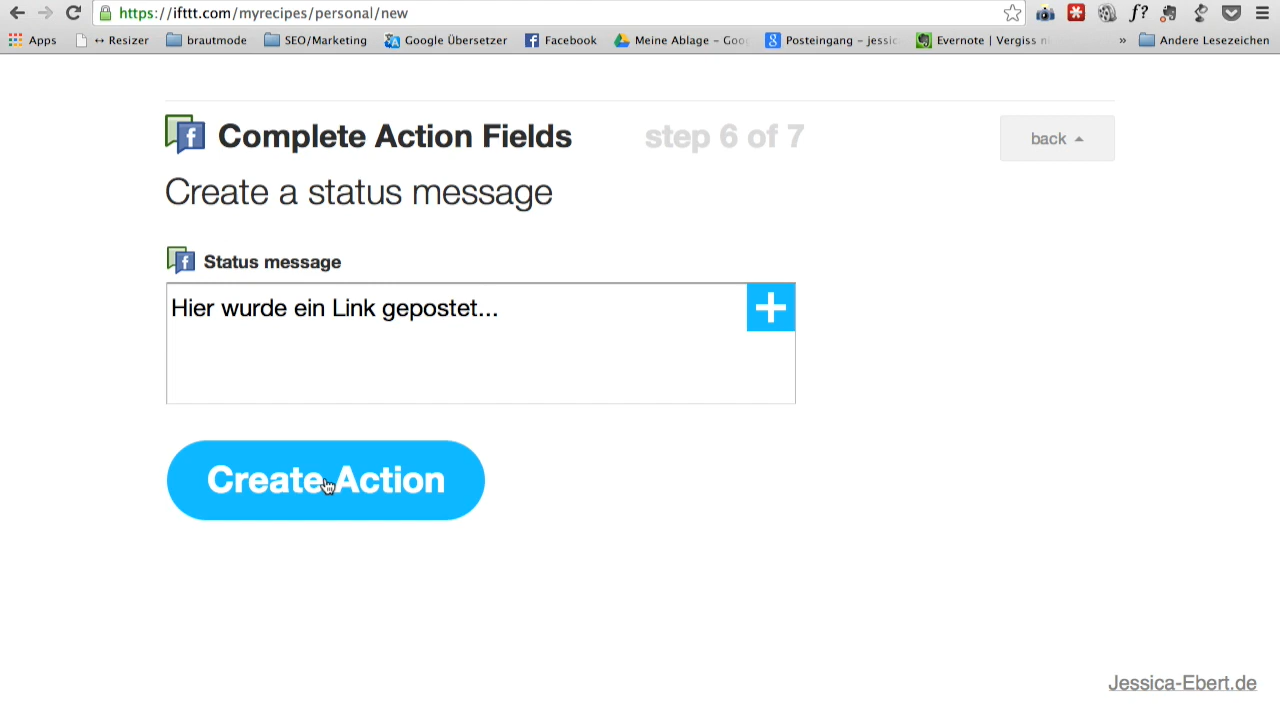 https://ifttt.com/myrecipes/personal/new
f?
Apps
↔ Resizer
brautmode
SEO/Marketing
Google Übersetzer
Facebook
Meine Ablage – Goo
Posteingang – jessic
Evernote | Vergiss n
»
Andere Lesezeichen
Complete Action Fields
step 6 of 7
back
Create a status message
Status message
Hier wurde ein Link gepostet...
Create Action
Jessica-Ebert.de